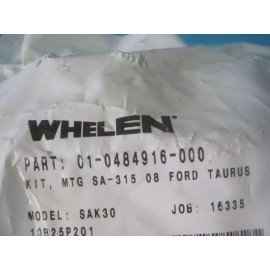 WHELEN
PART: 01-0484916-000
KIT, MTG SA-315 08 FORD TAURUS
MODEL: SAK30 JOB: 16335
10B25P201